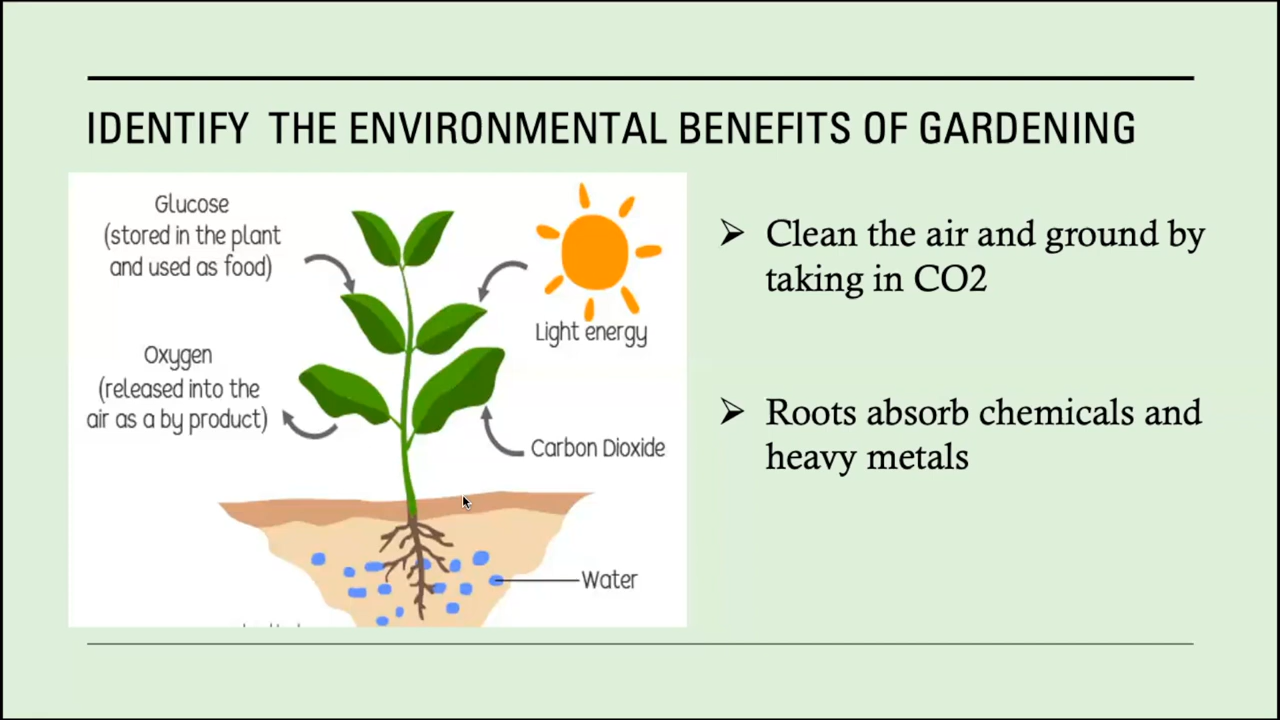 IDENTIFY THE ENVIRONMENTAL BENEFITS OF GARDENING
Glucose
(stored in the plant
and used as food)
Light energy
Oxygen
(released into the
air as a by product)
Carbon Dioxide
Water
Clean the air and ground by
taking in CO2
Roots absorb chemicals and
heavy metals